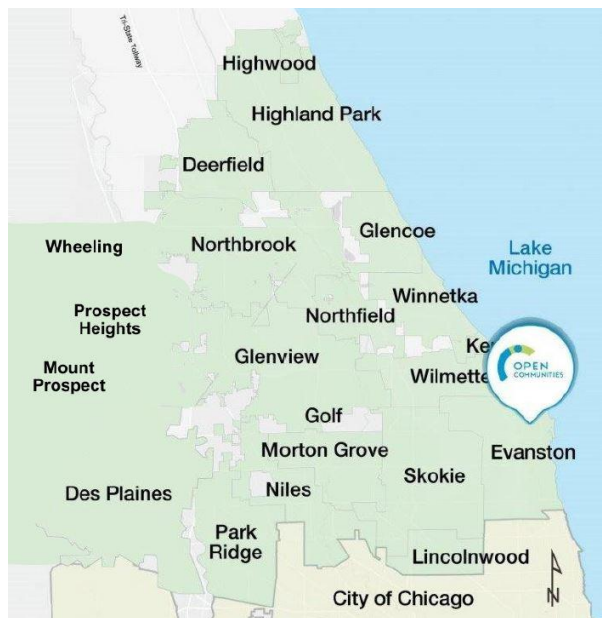 Tri-State Tollway
Highwood
Highland Park
Deerfield
Wheeling
Northbrook
Glencoe
Lake
Michigan
Winnetka
Prospect
Heights
Northfield
Glenview
OPEN
COMMUNITIES
Mount
Prospect
Wilmette
Golf
Morton Grove
Evanston
Skokie
Des Plaines
Niles
Park
Ridge
Lincolnwood
City of Chicago
N